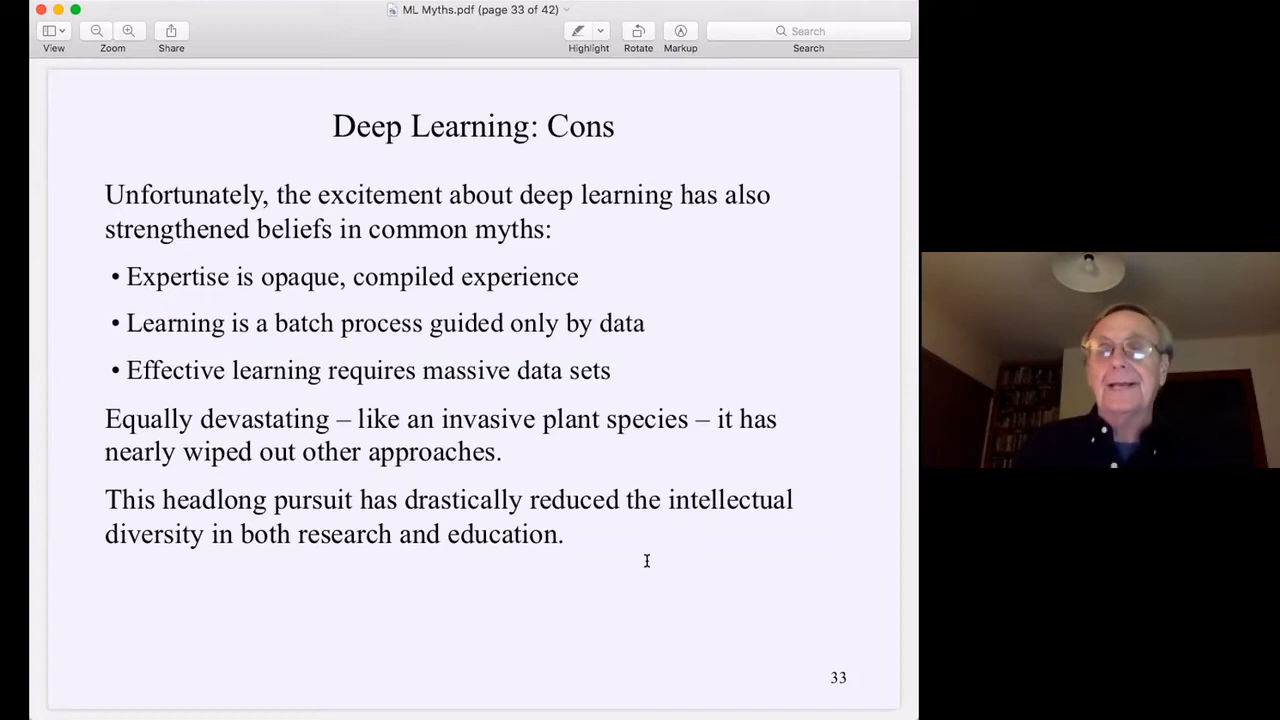 ML Myths.pdf (page 33 of 42)
View
Zoom
Share
Highlight
Rotate
Markup
Search
Search
Deep Learning: Cons
Unfortunately, the excitement about deep learning has also
strengthened beliefs in common myths:
• Expertise is opaque, compiled experience
• Learning is a batch process guided only by data
• Effective learning requires massive data sets
Equally devastating – like an invasive plant species – it has
nearly wiped out other approaches.
This headlong pursuit has drastically reduced the intellectual
diversity in both research and education.
33